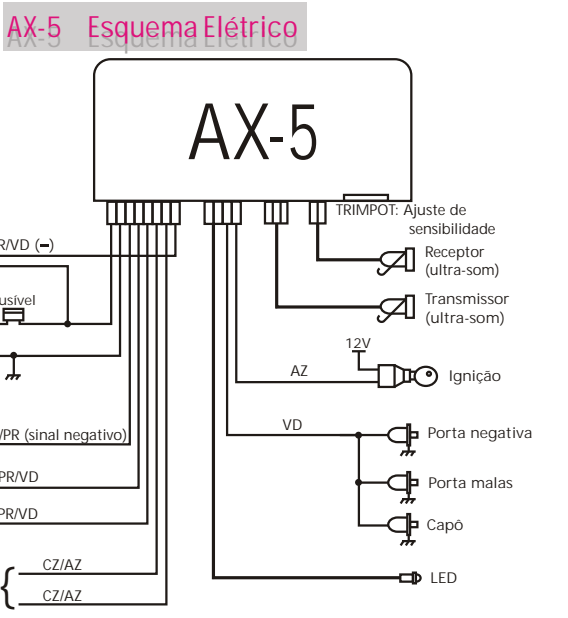 AX-5 Esquema Elétrico
AX-5
TRIMPOT: Ajuste de
sensibilidade
R/VD (–)
Receptor
(ultra-som)
usível
Transmissor
(ultra-som)
12V
AZ
Ignição
VD
/PR (sinal negativo)
Porta negativa
PR/VD
Porta malas
PR/VD
Capô
CZ/AZ
LED
CZ/AZ